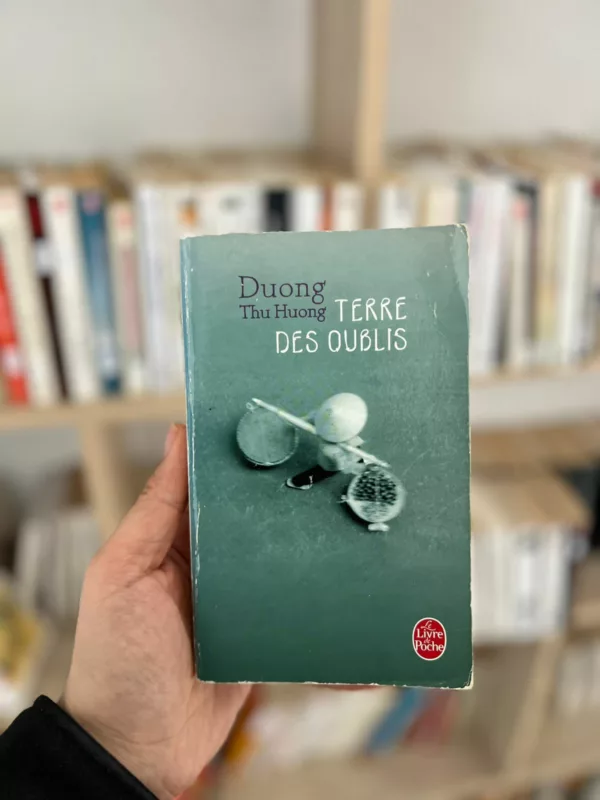 Duong
Thu Huong
TERRE
DES OUBLIS
Le
Livre
de
Poche